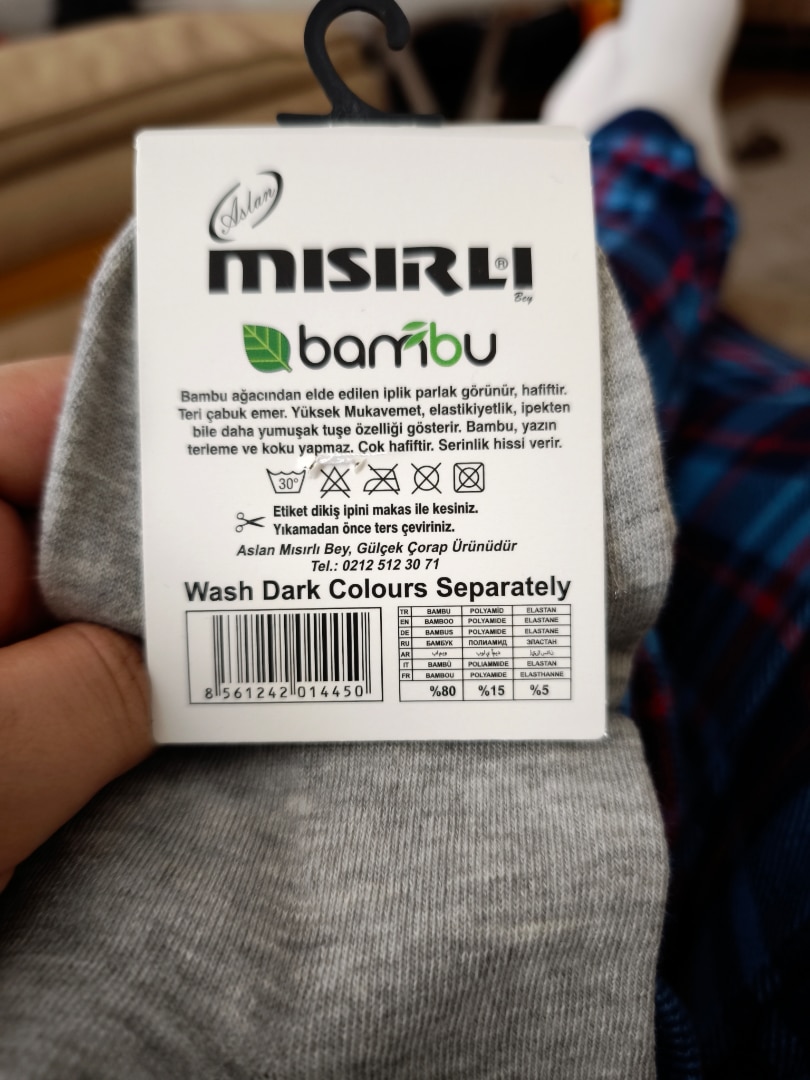 Aslan
MISIRLI®
Bey
bambu
Bambu ağacından elde edilen iplik parlak görünür, hafiftir.
Teri çabuk emer. Yüksek Mukavemet, elastikiyetlik, ipekten
bile daha yumuşak tuşe özelliği gösterir. Bambu, yazın
terleme ve koku yapmaz. Çok hafiftir. Serinlik hissi verir.
30°
Etiket dikiş ipini makas ile kesiniz.
Yıkamadan önce ters çeviriniz.
Aslan Mısırlı Bey, Gülçek Çorap Ürünüdür
Tel.: 0212 512 30 71
Wash Dark Colours Separately
8 561242 014450
TR BAMBU POLYAMİD ELASTAN
EN BAMBOO POLYAMIDE ELASTANE
DE BAMBUS POLYAMIDE ELASTANE
RU БАМБУК ПОЛИАМИД ЭЛАСТАН
AR
IT BAMBÙ POLIAMMIDE ELASTAN
FR BAMBOU POLYAMIDE ELASTHANNE
%80 %15 %5